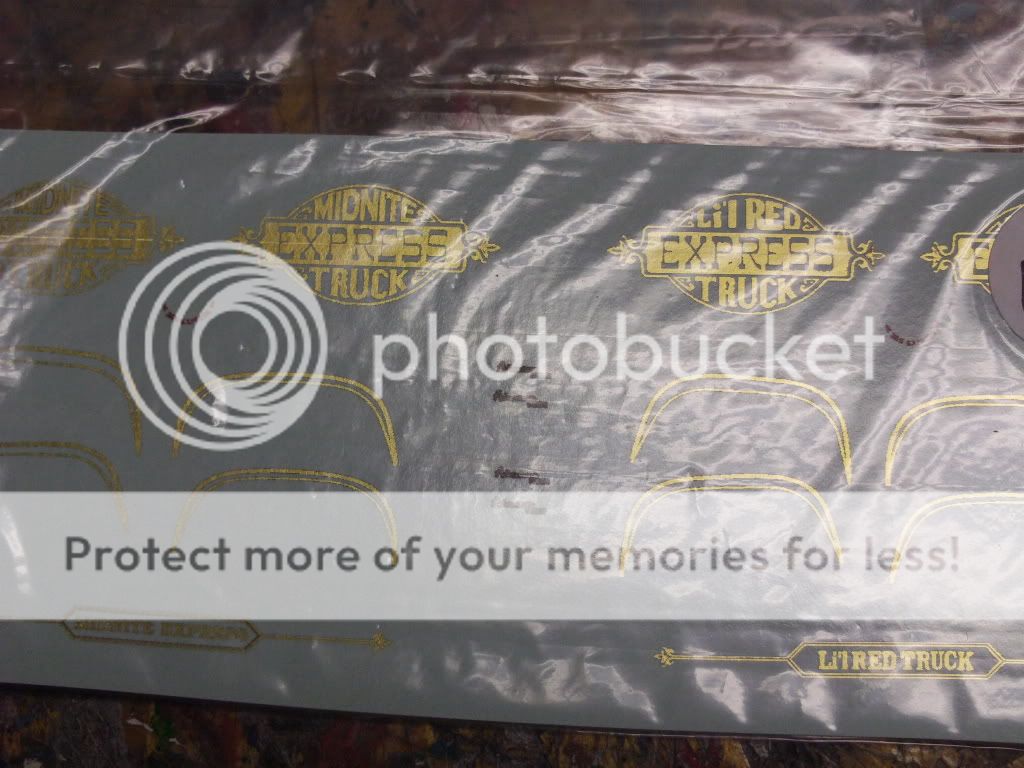 MIDNITE
EXPRESS
TRUCK
MIDNITE
EXPRESS
TRUCK
LI'L RED
EXPRESS
TRUCK
photobucket
Protect more of your memories for less!
MIDNITE EXPRESS
LI'L RED TRUCK